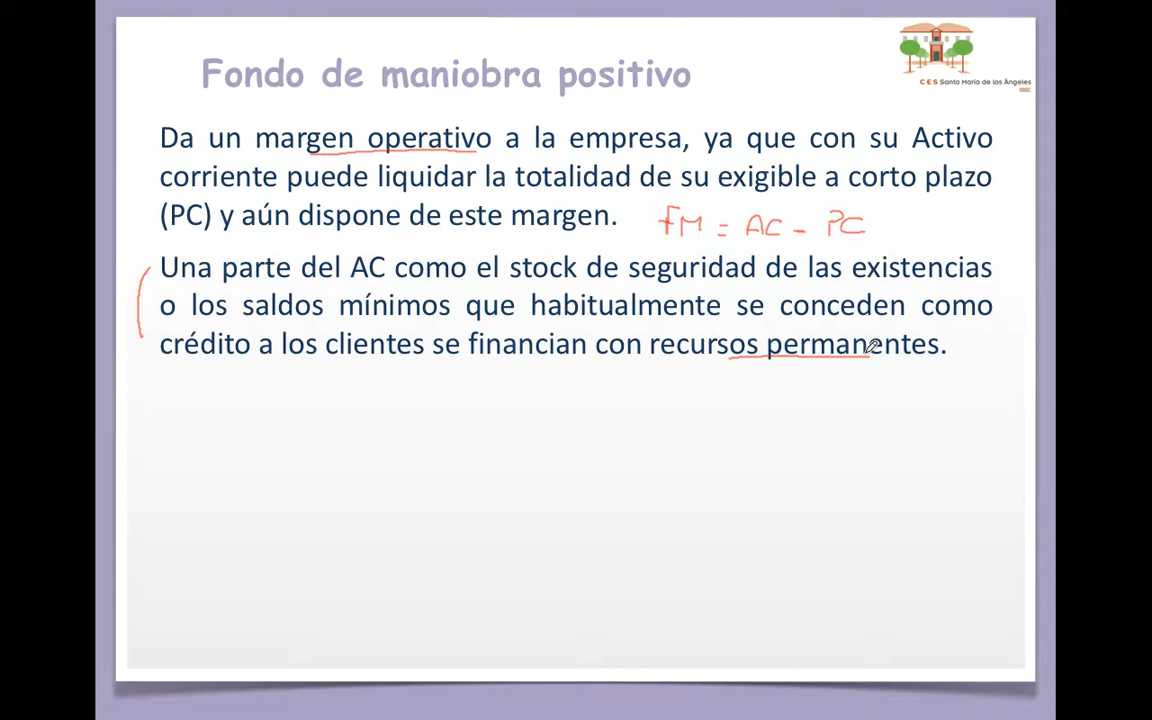 Fondo de maniobra positivo
C E S Santa María de los Ángeles
Da un margen operativo a la empresa, ya que con su Activo
corriente puede liquidar la totalidad de su exigible a corto plazo
(PC) y aún dispone de este margen.
FM = AC - PC
Una parte del AC como el stock de seguridad de las existencias
o los saldos mínimos que habitualmente se conceden como
crédito a los clientes se financian con recursos permanentes.